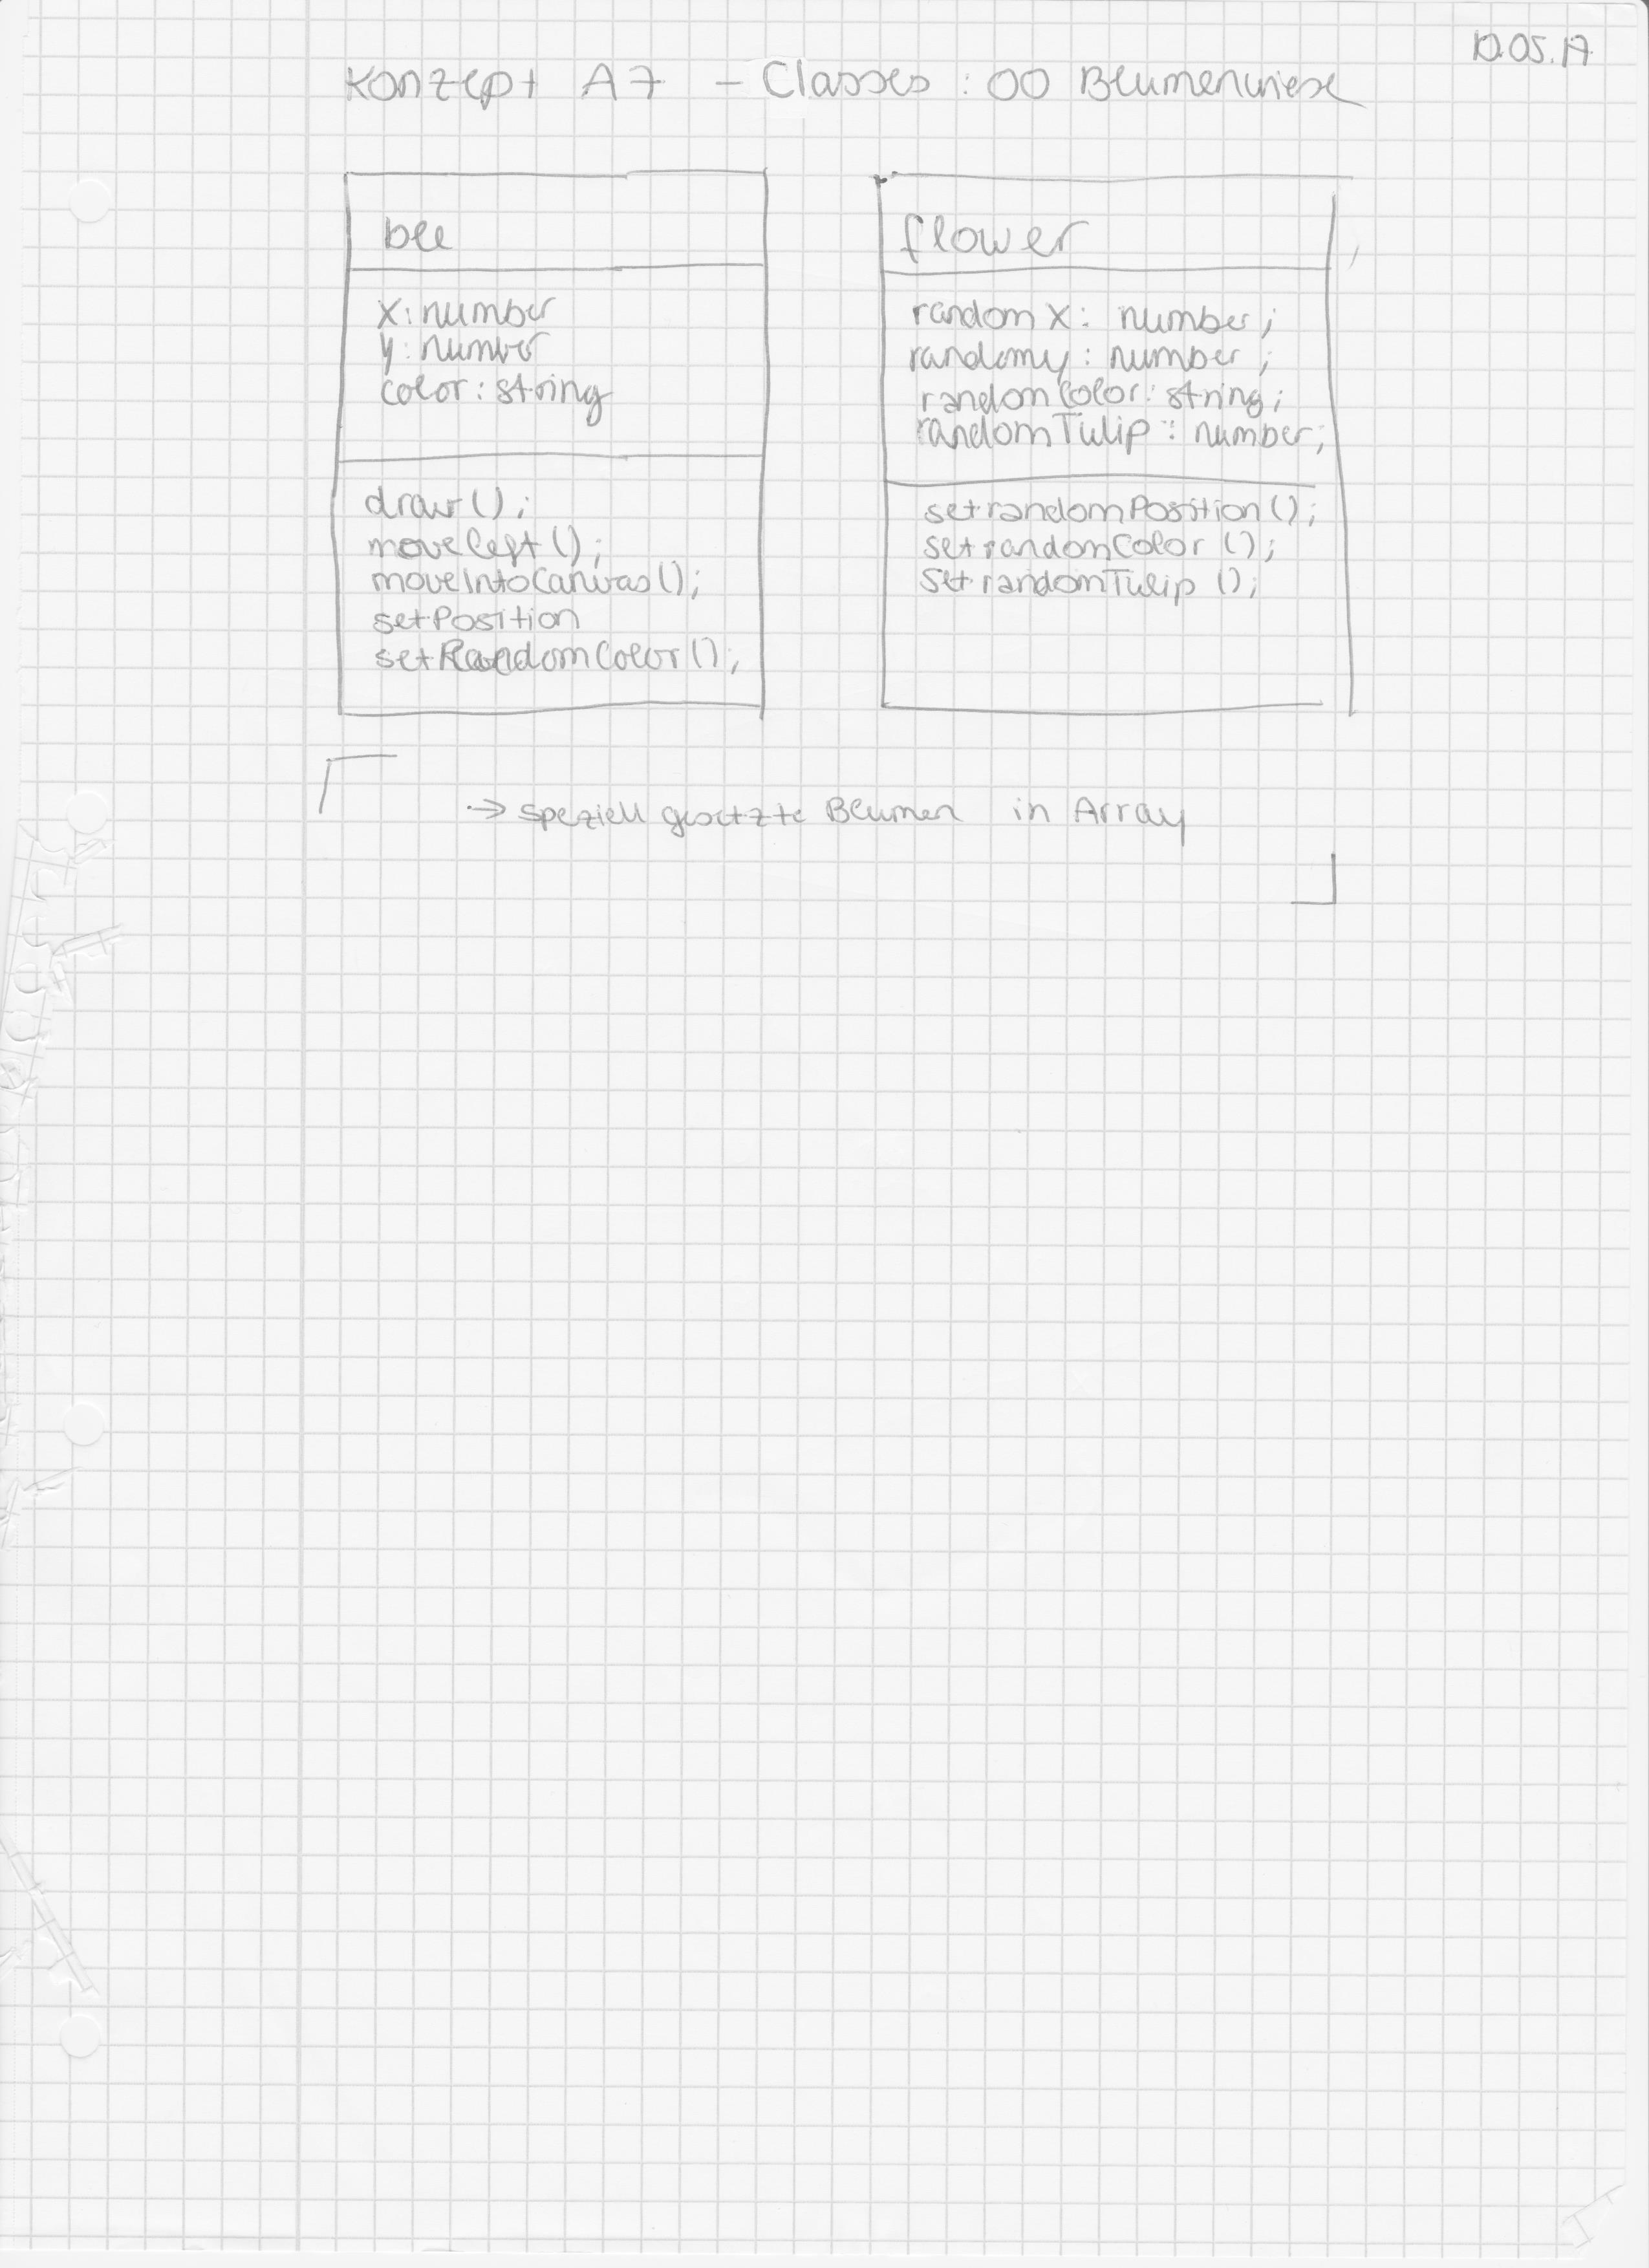 10.05.17
Konzept A7 - Classes : OO Blumenwiese
bee
x: number
y: number
color: string
draw();
moveLeft();
moveIntoCanvas();
setPosition
setRandomColor();
flower
random x: number;
randomy: number;
randomColor: string;
randomTulip: number;
setrandomPosition();
setrandomColor();
SetrandomTulip();
-> speziell gesetzte Blumen in Array